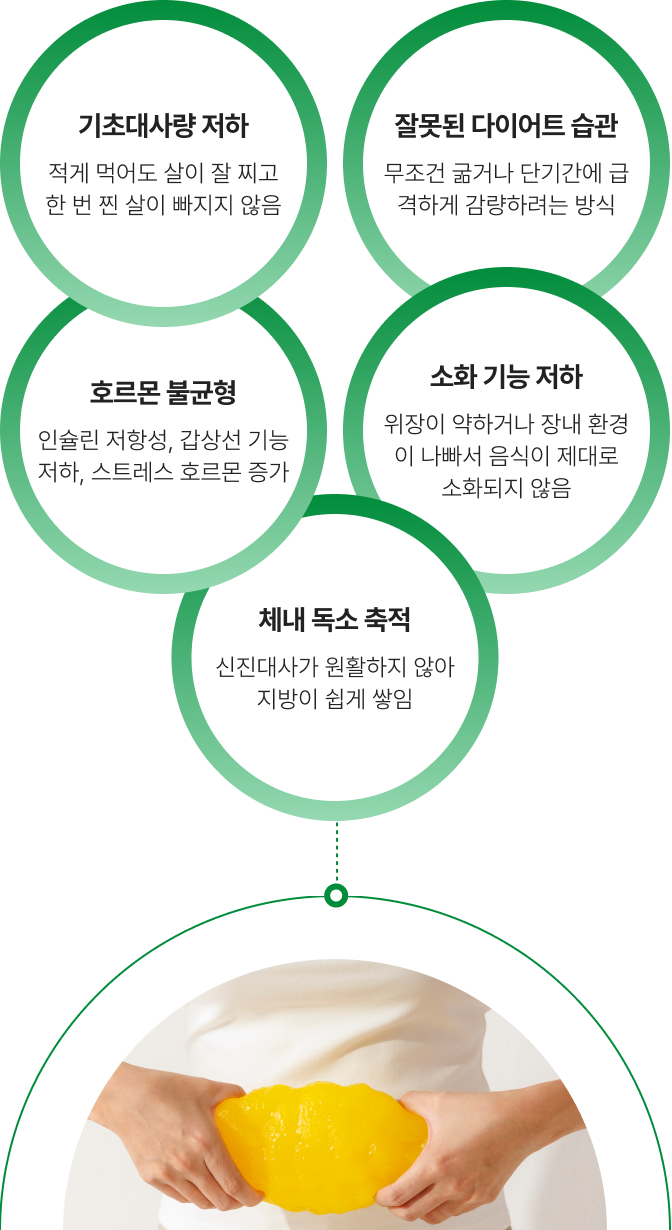 기초대사량 저하
적게 먹어도 살이 잘 찌고
한 번 찐 살이 빠지지 않음
잘못된 다이어트 습관
무조건 굶거나 단기간에 급
격하게 감량하려는 방식
호르몬 불균형
인슐린 저항성, 갑상선 기능
저하, 스트레스 호르몬 증가
소화 기능 저하
위장이 약하거나 장내 환경
이 나빠서 음식이 제대로
소화되지 않음
체내 독소 축적
신진대사가 원활하지 않아
지방이 쉽게 쌓임